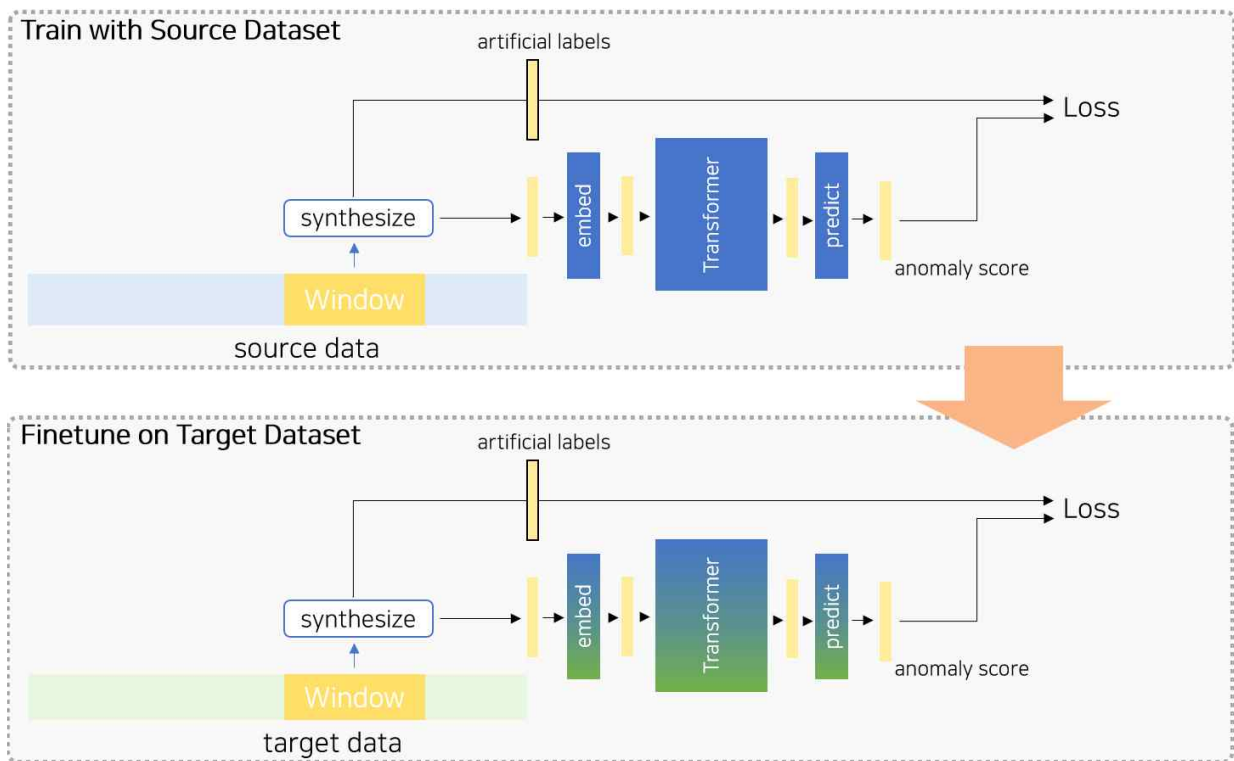 Train with Source Dataset
artificial labels
Loss
synthesize
embed
Transformer
predict
anomaly score
Window
source data
Finetune on Target Dataset
artificial labels
Loss
synthesize
embed
Transformer
predict
anomaly score
Window
target data